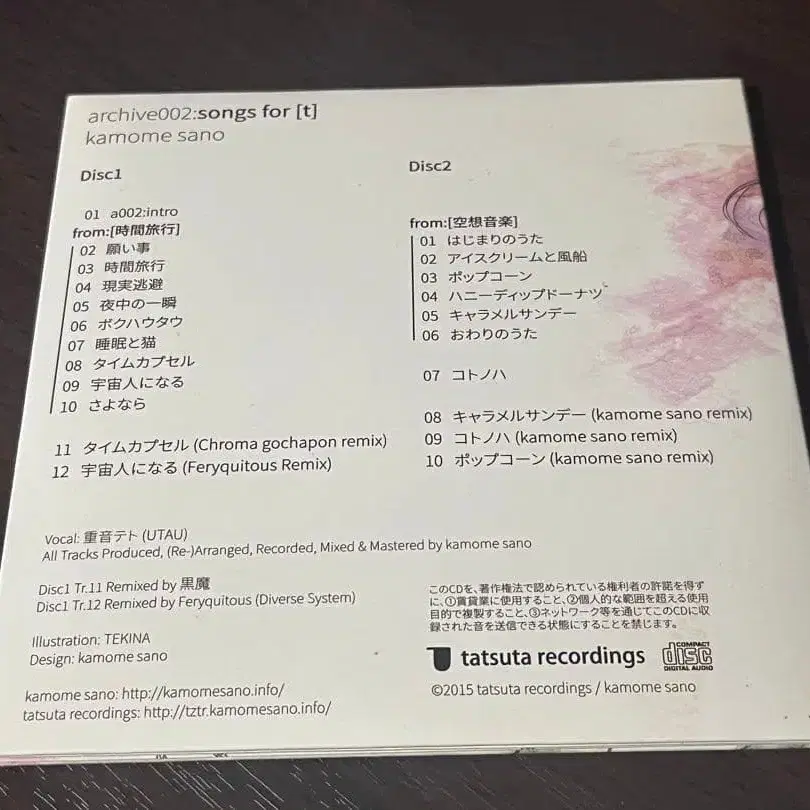 archive002:songs for [t]
kamome sano
Disc1
01 a002:intro
from:[時間旅行]
02 願い事
03 時間旅行
04 現実逃避
05 夜中の一瞬
06 ボクハウタウ
07 睡眠と猫
08 タイムカプセル
09 宇宙人になる
10 さよなら
11 タイムカプセル (Chroma gochapon remix)
12 宇宙人になる (Feryquitous Remix)
Disc2
from:[空想音楽]
01 はじまりのうた
02 アイスクリームと風船
03 ポップコーン
04 ハニーディップドーナツ
05 キャラメルサンデー
06 おわりのうた
07 コトノハ
08 キャラメルサンデー (kamome sano remix)
09 コトノハ (kamome sano remix)
10 ポップコーン (kamome sano remix)
Vocal: 重音テト (UTAU)
All Tracks Produced, (Re-)Arranged, Recorded, Mixed & Mastered by kamome sano
Disc1 Tr.11 Remixed by 黒魔
Disc1 Tr.12 Remixed by Feryquitous (Diverse System)
Illustration: TEKINA
Design: kamome sano
kamome sano: http://kamomesano.info/
tatsuta recordings: http://tztr.kamomesano.info/
このCDを、著作権法で認められている権利者の許諾を得ず
に、①賃貸業に使用すること、②個人的な範囲を超える使用
目的で複製すること、③ネットワーク等を通じてこのCDに収
録された音を送信できる状態にすることを禁じます。
tatsuta recordings
COMPACT
disc
DIGITAL AUDIO
©2015 tatsuta recordings / kamome sano